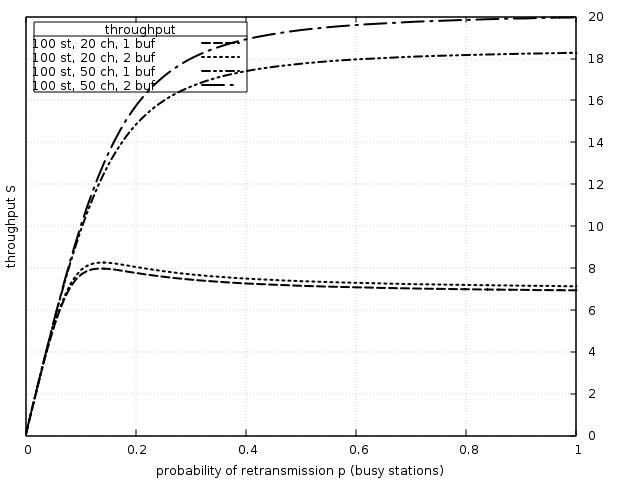 throughput
100 st, 20 ch, 1 buf
100 st, 20 ch, 2 buf
100 st, 50 ch, 1 buf
100 st, 50 ch, 2 buf
20
18
16
14
12
10
8
6
4
2
0
throughput S
0
0.2
0.4
0.6
0.8
1
probability of retransmission p (busy stations)